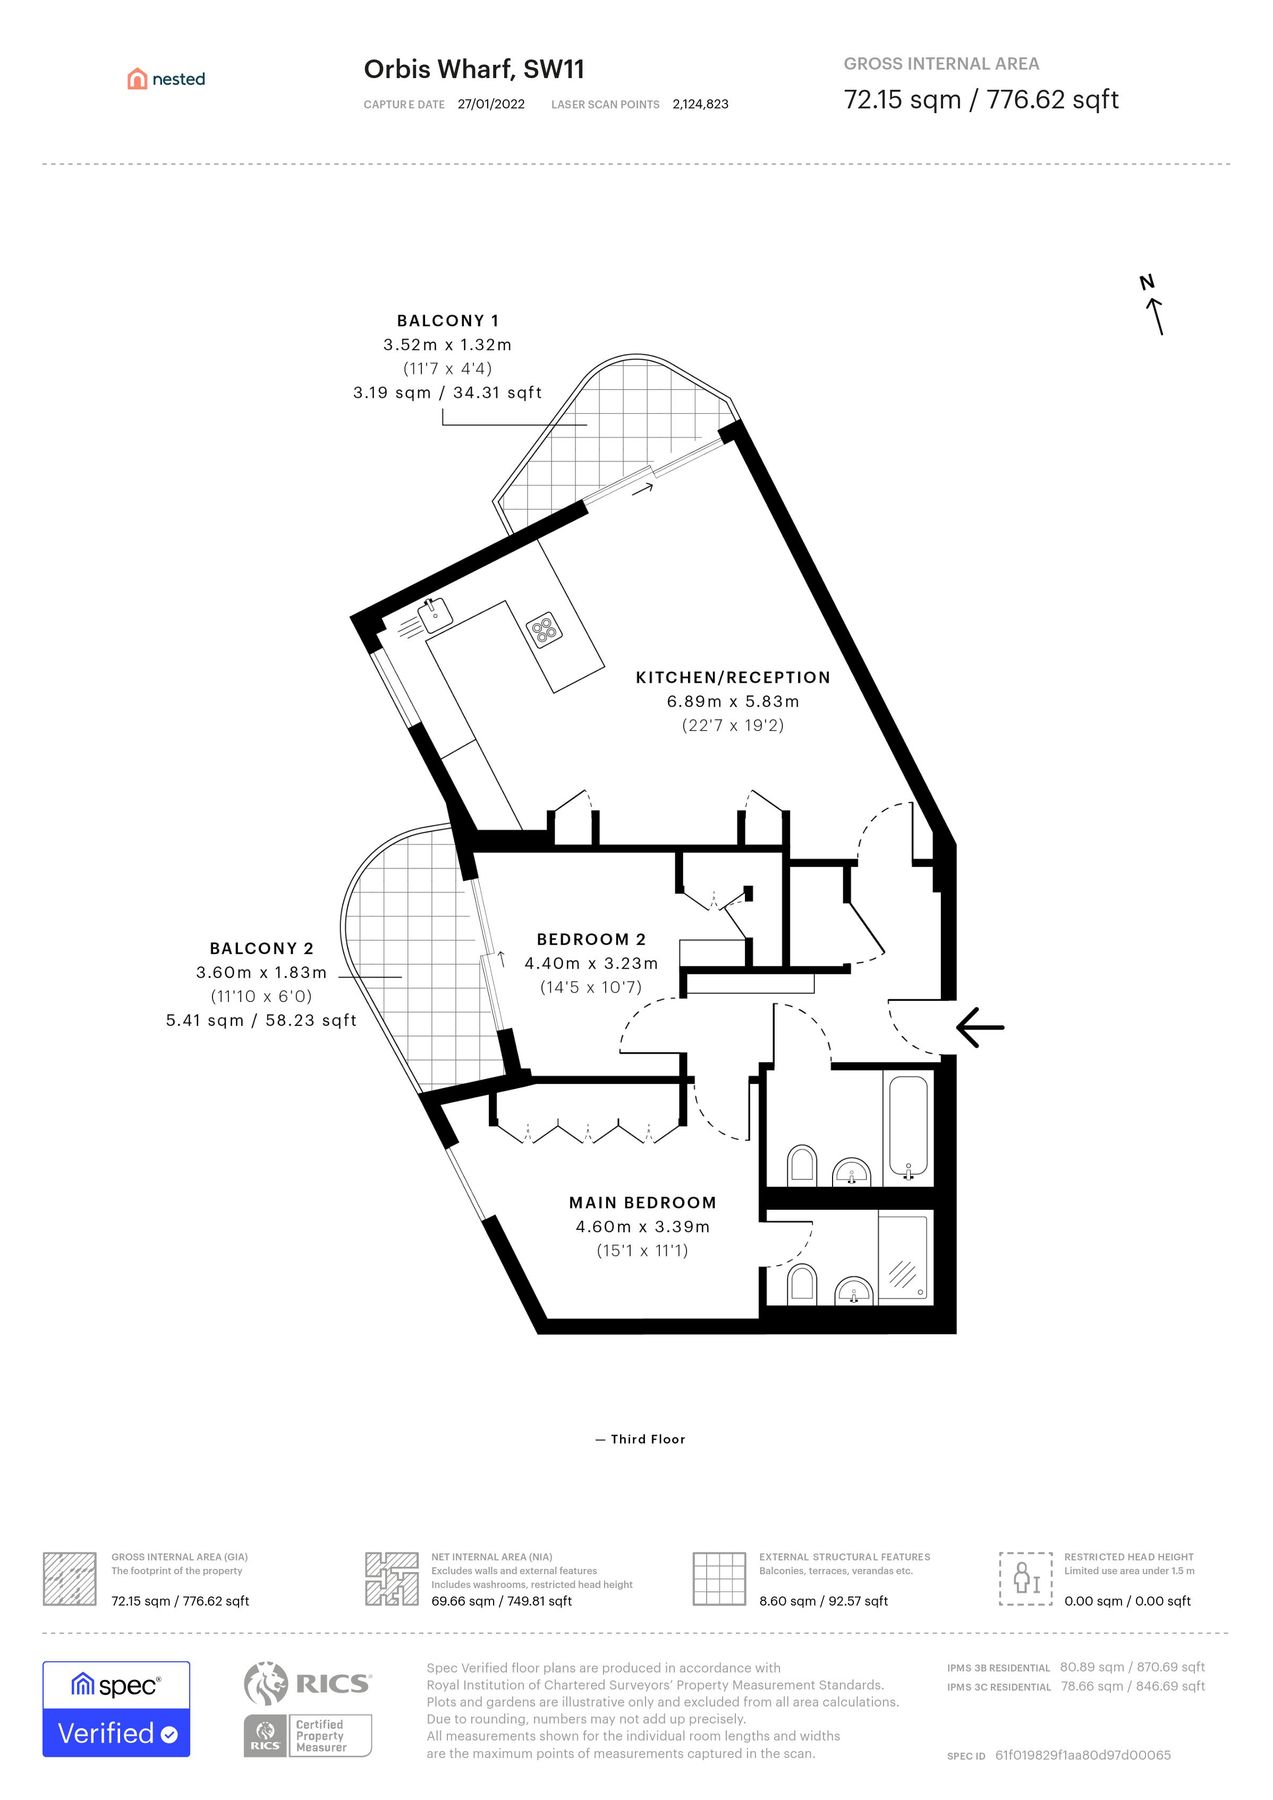 nested
Orbis Wharf, SW11
CAPTURE DATE 27/01/2022 LASER SCAN POINTS 2,124,823
GROSS INTERNAL AREA
72.15 sqm / 776.62 sqft
N
BALCONY 1
3.52m x 1.32m
(11'7 x 4'4)
3.19 sqm / 34.31 sqft
KITCHEN/RECEPTION
6.89m x 5.83m
(22'7 x 19'2)
BALCONY 2
3.60m x 1.83m
(11'10 x 6'0)
5.41 sqm / 58.23 sqft
BEDROOM 2
4.40m x 3.23m
(14'5 x 10'7)
MAIN BEDROOM
4.60m x 3.39m
(15'1 x 11'1)
— Third Floor
GROSS INTERNAL AREA (GIA)
The footprint of the property
72.15 sqm / 776.62 sqft
NET INTERNAL AREA (NIA)
Excludes walls and external features
Includes washrooms, restricted head height
69.66 sqm / 749.81 sqft
EXTERNAL STRUCTURAL FEATURES
Balconies, terraces, verandas etc.
8.60 sqm / 92.57 sqft
RESTRICTED HEAD HEIGHT
Limited use area under 1.5 m
0.00 sqm / 0.00 sqft
spec®
Verified
RICS
RICS
Certified
Property
Measurer
Spec Verified floor plans are produced in accordance with
Royal Institution of Chartered Surveyors’ Property Measurement Standards.
Plots and gardens are illustrative only and excluded from all area calculations.
Due to rounding, numbers may not add up precisely.
All measurements shown for the individual room lengths and widths
are the maximum points of measurements captured in the scan.
IPMS 3B RESIDENTIAL 80.89 sqm / 870.69 sqft
IPMS 3C RESIDENTIAL 78.66 sqm / 846.69 sqft
SPEC ID 61f019829f1aa80d97d00065